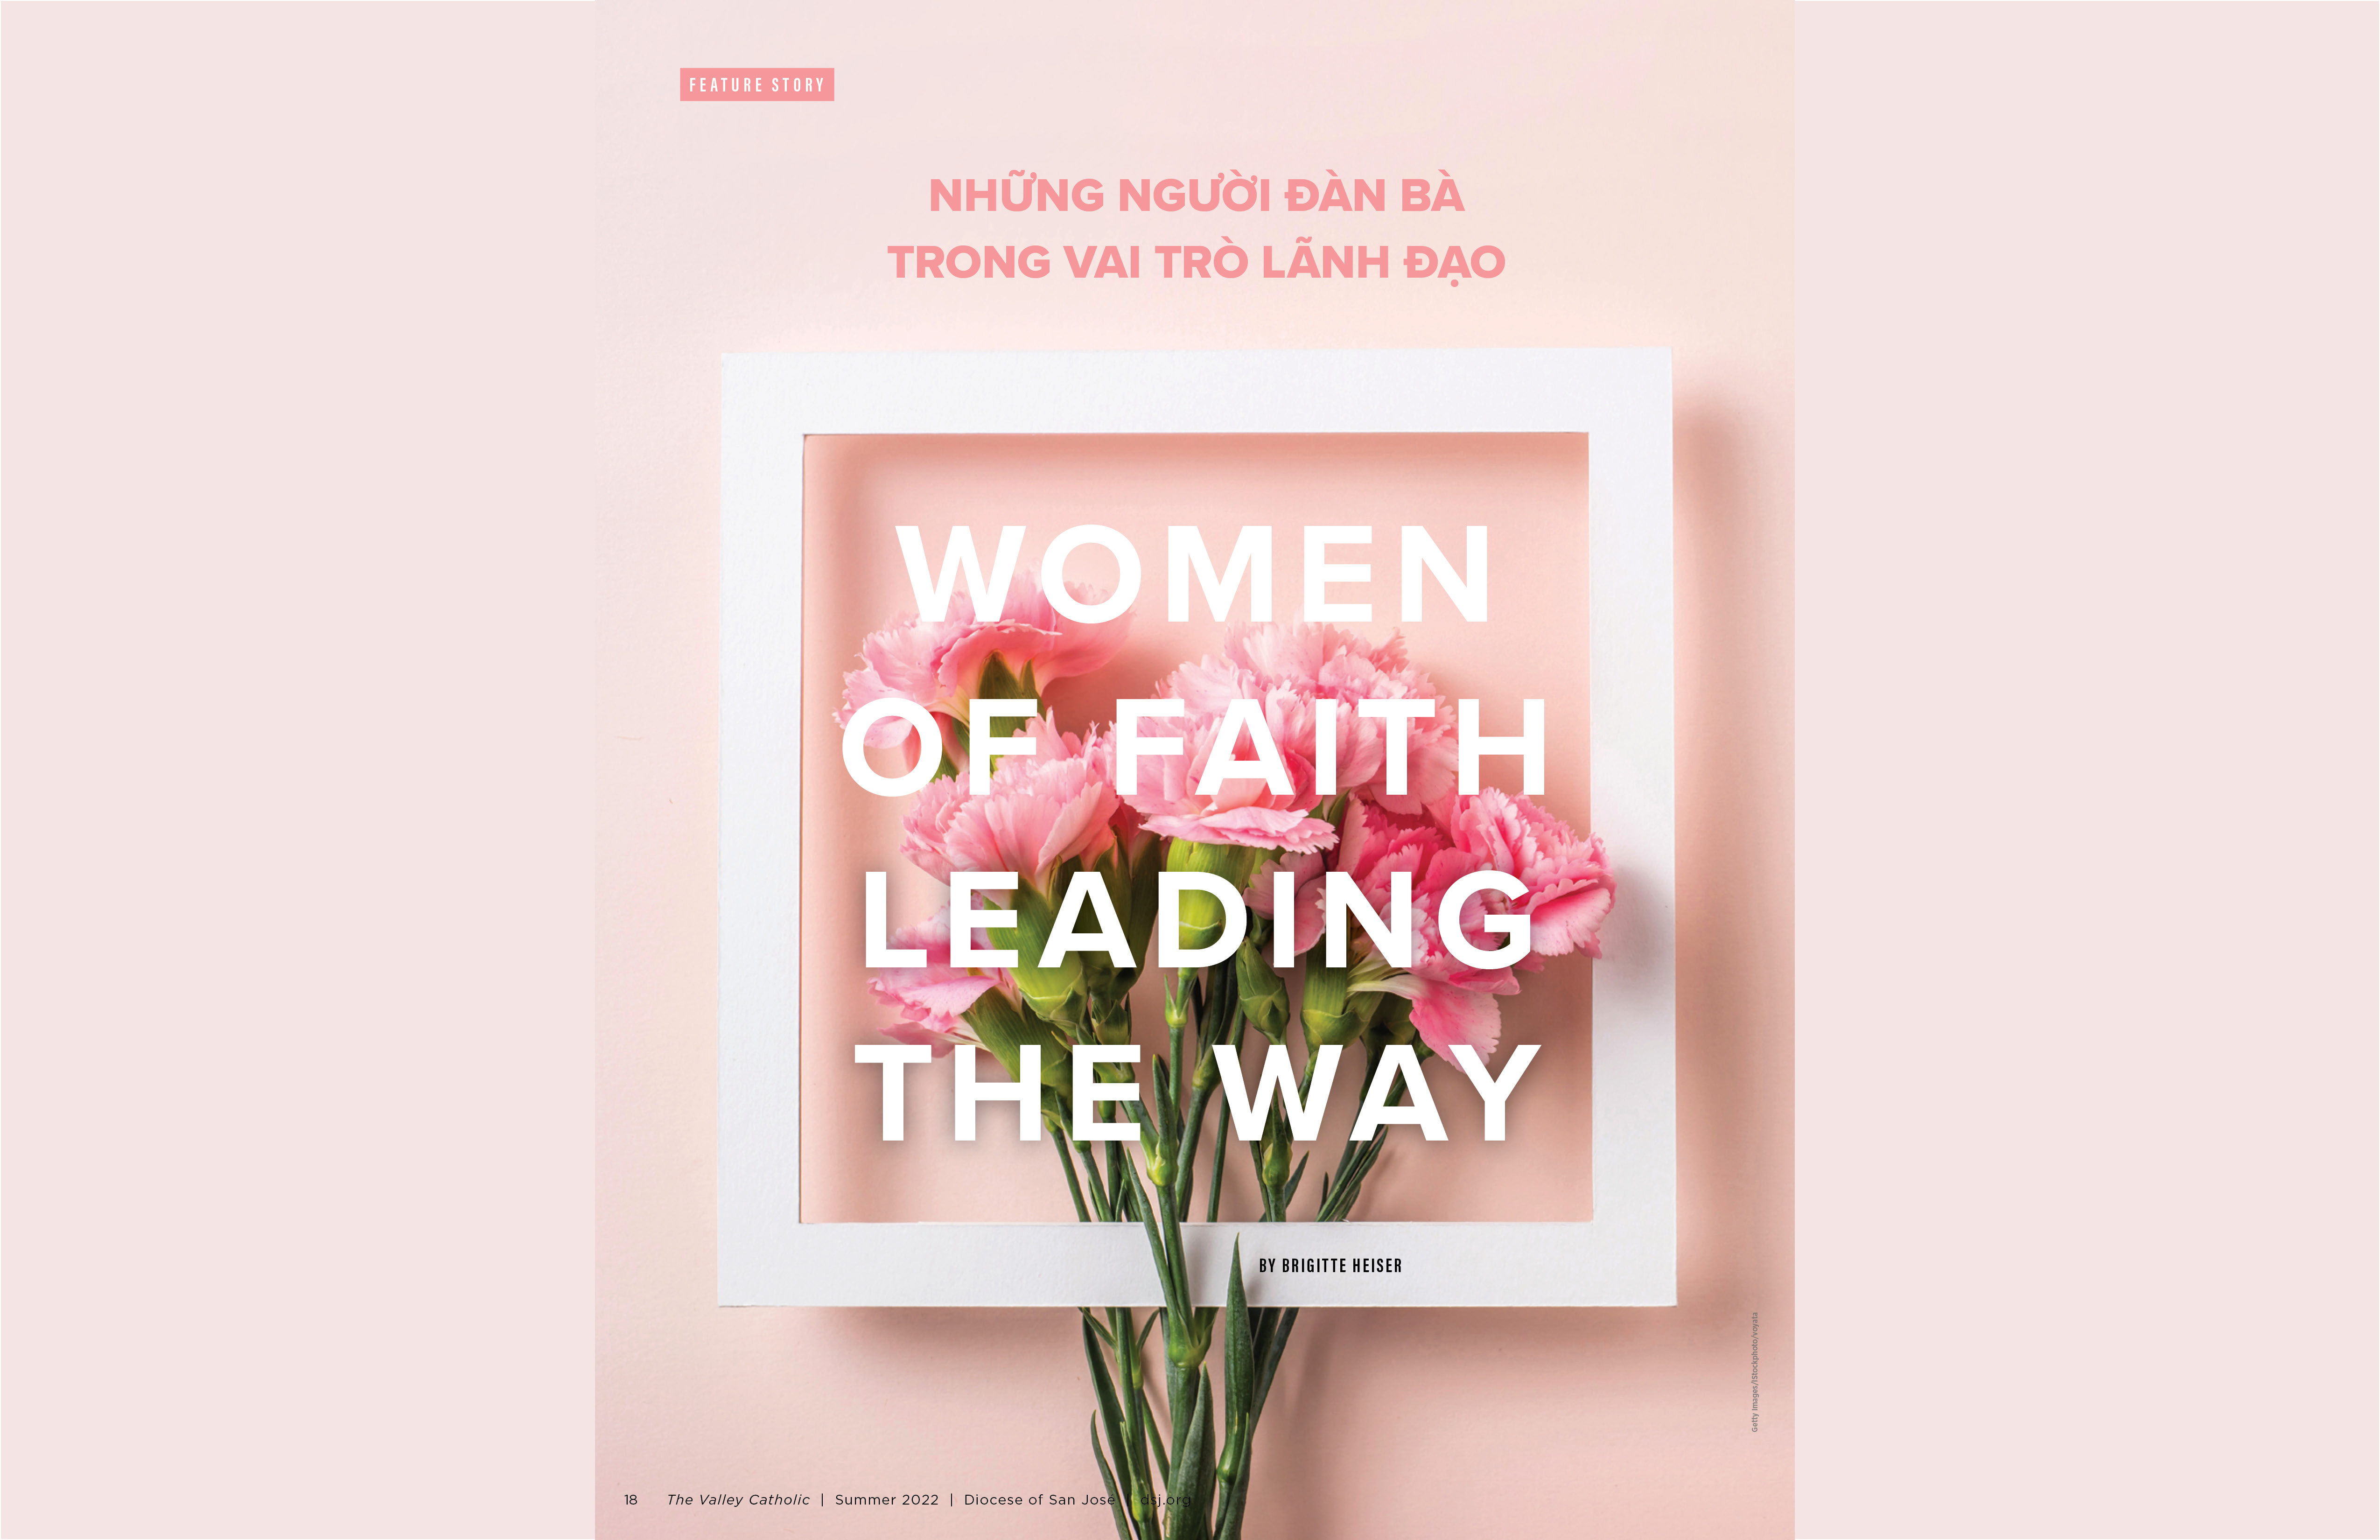 FEATURE STORY
NHỮNG NGƯỜI ĐÀN BÀ
TRONG VAI TRÒ LÃNH ĐẠO
WOMEN
OF FAITH
LEADING
THE WAY
BY BRIGITTE HEISER
Getty Images/iStockphoto/voyata
18 The Valley Catholic | Summer 2022 | Diocese of San José | dsj.org